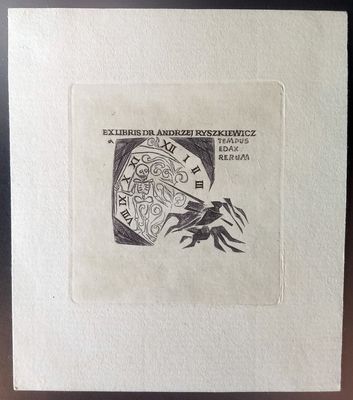 EXLIBRIS DR. ANDRZEJ RYSZKIEWICZ
TEMPUS
EDAX
RERUM
VIII IX X XI XII I II III